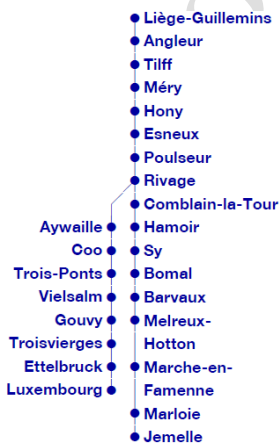 Liège-Guillemins
Angleur
Tilff
Méry
Hony
Esneux
Poulseur
Rivage
Comblain-la-Tour
Aywaille
Hamoir
Coo
Sy
Trois-Ponts
Bomal
Vielsalm
Barvaux
Gouvy
Melreux-
Troisvierges
Hotton
Ettelbruck
Marche-en-
Luxembourg
Famenne
Marloie
Jemelle